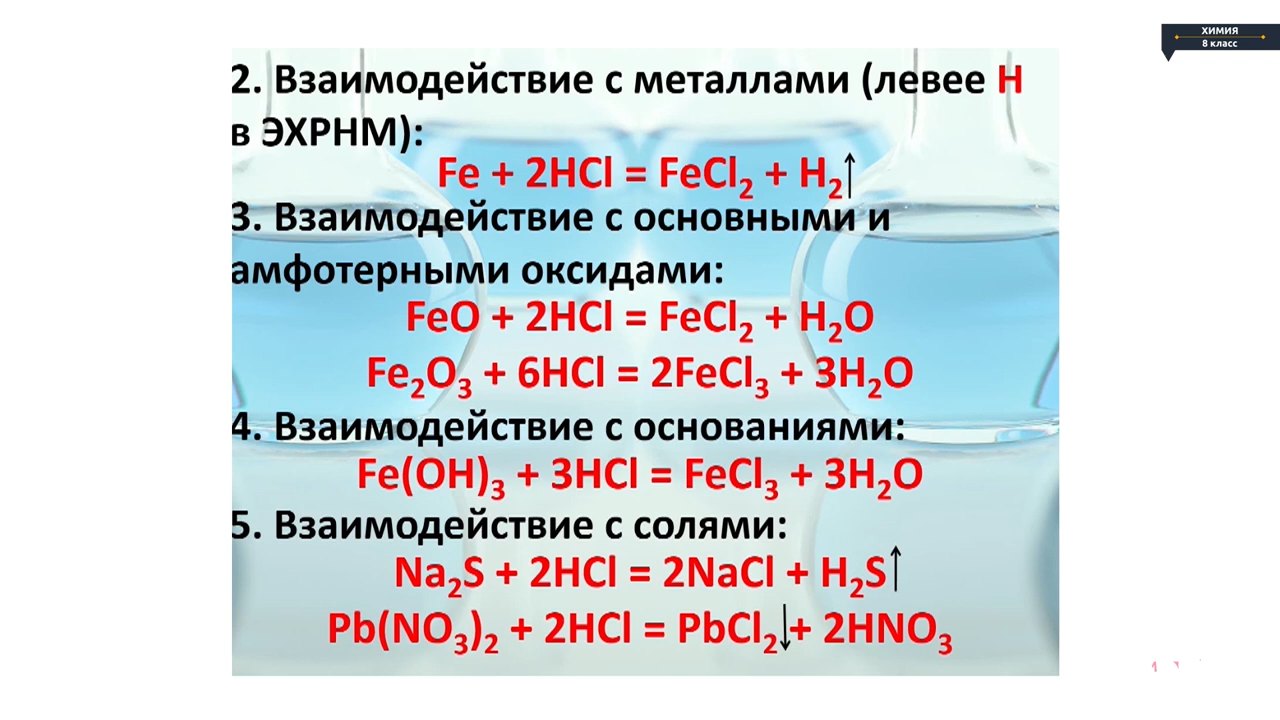 ХИМИЯ
8 класс
2. Взаимодействие с металлами (левее H
в ЭХРНМ):
Fe + 2HCl = FeCl₂ + H₂↑
3. Взаимодействие с основными и
амфотерными оксидами:
FeO + 2HCl = FeCl₂ + H₂O
Fe₂O₃ + 6HCl = 2FeCl₃ + 3H₂O
4. Взаимодействие с основаниями:
Fe(OH)₃ + 3HCl = FeCl₃ + 3H₂O
5. Взаимодействие с солями:
Na₂S + 2HCl = 2NaCl + H₂S↑
Pb(NO₃)₂ + 2HCl = PbCl₂↓+ 2HNO₃